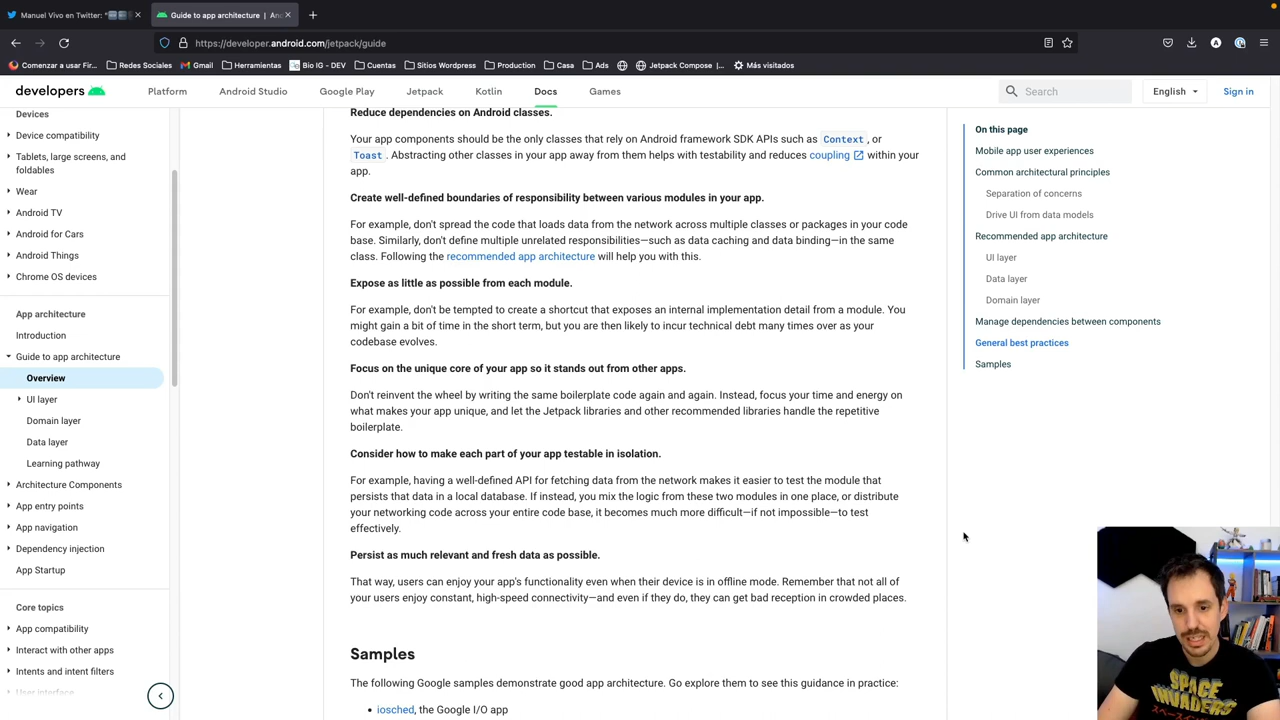 Manuel Vivo en Twitter: "
Guide to app architecture | And
https://developer.android.com/jetpack/guide
Comenzar a usar Fir...
Redes Sociales
Gmail
Herramientas
Bio IG - DEV
Cuentas
Sitios Wordpress
Production
Casa
Ads
Jetpack Compose |...
Más visitados
developers
Platform
Android Studio
Google Play
Jetpack
Kotlin
Docs
Games
Search
English
Sign in
Devices
Device compatibility
Tablets, large screens, and
foldables
Wear
Android TV
Android for Cars
Android Things
Chrome OS devices
App architecture
Introduction
Guide to app architecture
Overview
UI layer
Domain layer
Data layer
Learning pathway
Architecture Components
App entry points
App navigation
Dependency injection
App Startup
Core topics
App compatibility
Interact with other apps
Intents and intent filters
User interface
Reduce dependencies on Android classes.
Your app components should be the only classes that rely on Android framework SDK APIs such as Context, or
Toast. Abstracting other classes in your app away from them helps with testability and reduces coupling within your
app.
Create well-defined boundaries of responsibility between various modules in your app.
For example, don't spread the code that loads data from the network across multiple classes or packages in your code
base. Similarly, don't define multiple unrelated responsibilities—such as data caching and data binding—in the same
class. Following the recommended app architecture will help you with this.
Expose as little as possible from each module.
For example, don't be tempted to create a shortcut that exposes an internal implementation detail from a module. You
might gain a bit of time in the short term, but you are then likely to incur technical debt many times over as your
codebase evolves.
Focus on the unique core of your app so it stands out from other apps.
Don't reinvent the wheel by writing the same boilerplate code again and again. Instead, focus your time and energy on
what makes your app unique, and let the Jetpack libraries and other recommended libraries handle the repetitive
boilerplate.
Consider how to make each part of your app testable in isolation.
For example, having a well-defined API for fetching data from the network makes it easier to test the module that
persists that data in a local database. If instead, you mix the logic from these two modules in one place, or distribute
your networking code across your entire code base, it becomes much more difficult—if not impossible—to test
effectively.
Persist as much relevant and fresh data as possible.
That way, users can enjoy your app's functionality even when their device is in offline mode. Remember that not all of
your users enjoy constant, high-speed connectivity—and even if they do, they can get bad reception in crowded places.
Samples
The following Google samples demonstrate good app architecture. Go explore them to see this guidance in practice:
• iosched, the Google I/O app
On this page
Mobile app user experiences
Common architectural principles
Separation of concerns
Drive UI from data models
Recommended app architecture
UI layer
Data layer
Domain layer
Manage dependencies between components
General best practices
Samples
SPACE
INVADERS